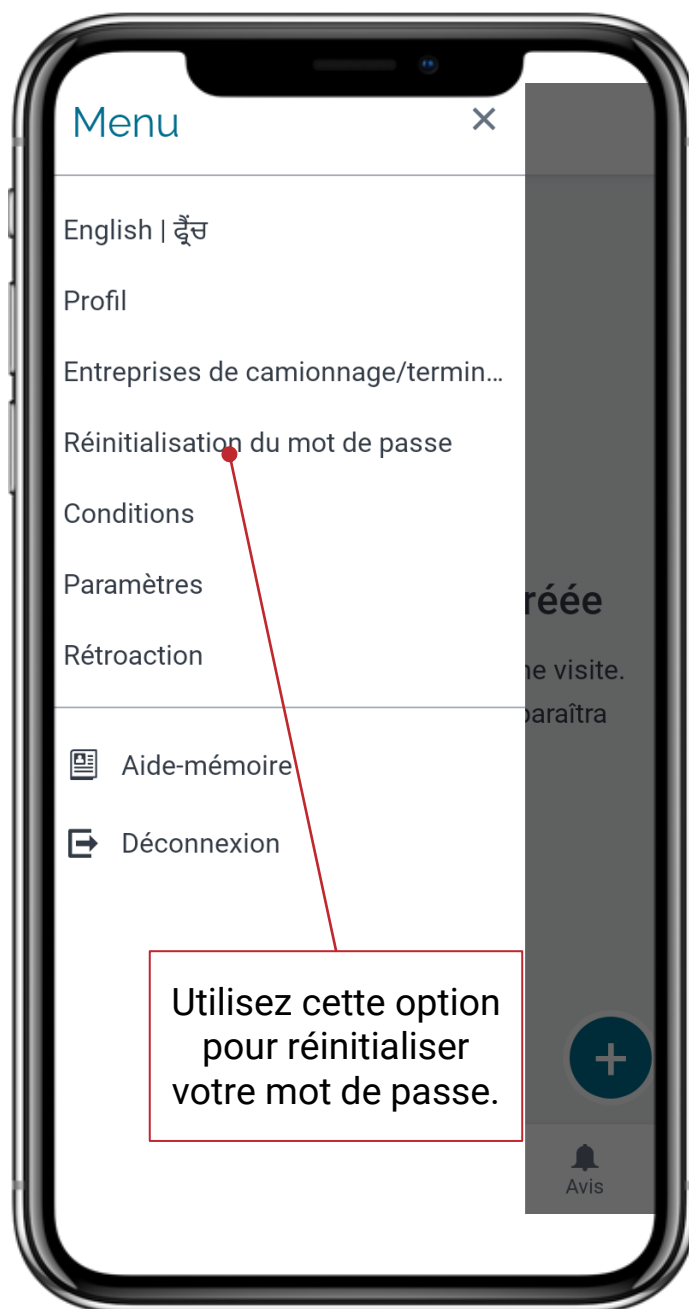 Menu
English | ਫ੍ਰੈਂਚ
Profil
Entreprises de camionnage/termin...
Réinitialisation du mot de passe
Conditions
Paramètres
Rétroaction
Aide-mémoire
Déconnexion
réée
ne visite.
paraîtra
Utilisez cette option
pour réinitialiser
votre mot de passe.
Avis